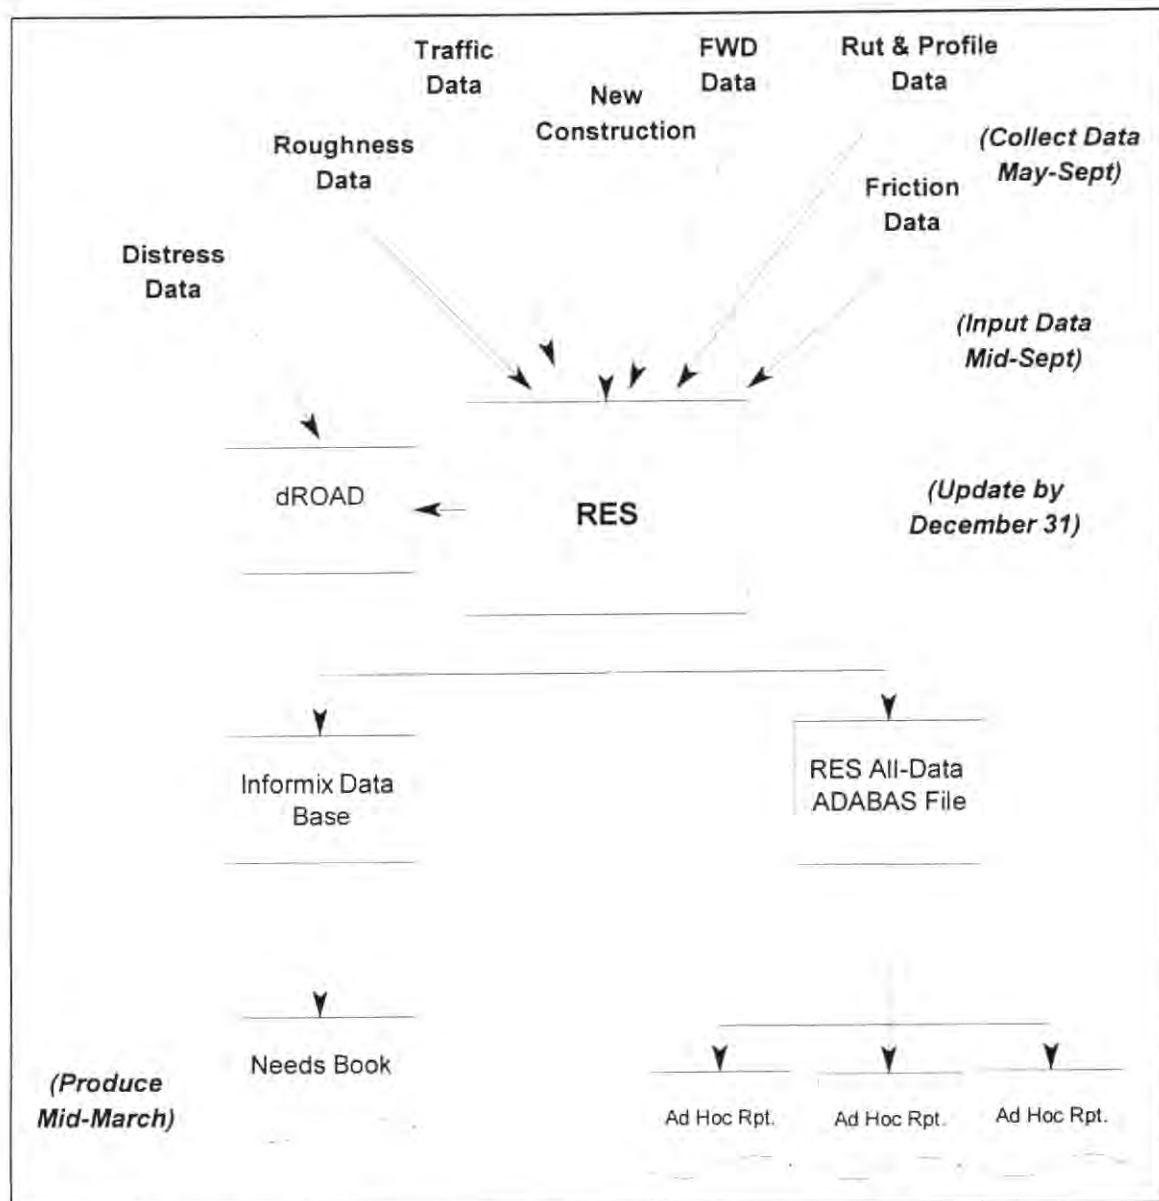 Traffic
Data
FWD
Data
Rut & Profile
Data
New
Construction
Roughness
Data
(Collect Data
May-Sept)
Friction
Data
Distress
Data
(Input Data
Mid-Sept)
dROAD
RES
(Update by
December 31)
Informix Data
Base
RES All-Data
ADABAS File
Needs Book
(Produce
Mid-March)
Ad Hoc Rpt.
Ad Hoc Rpt.
Ad Hoc Rpt.